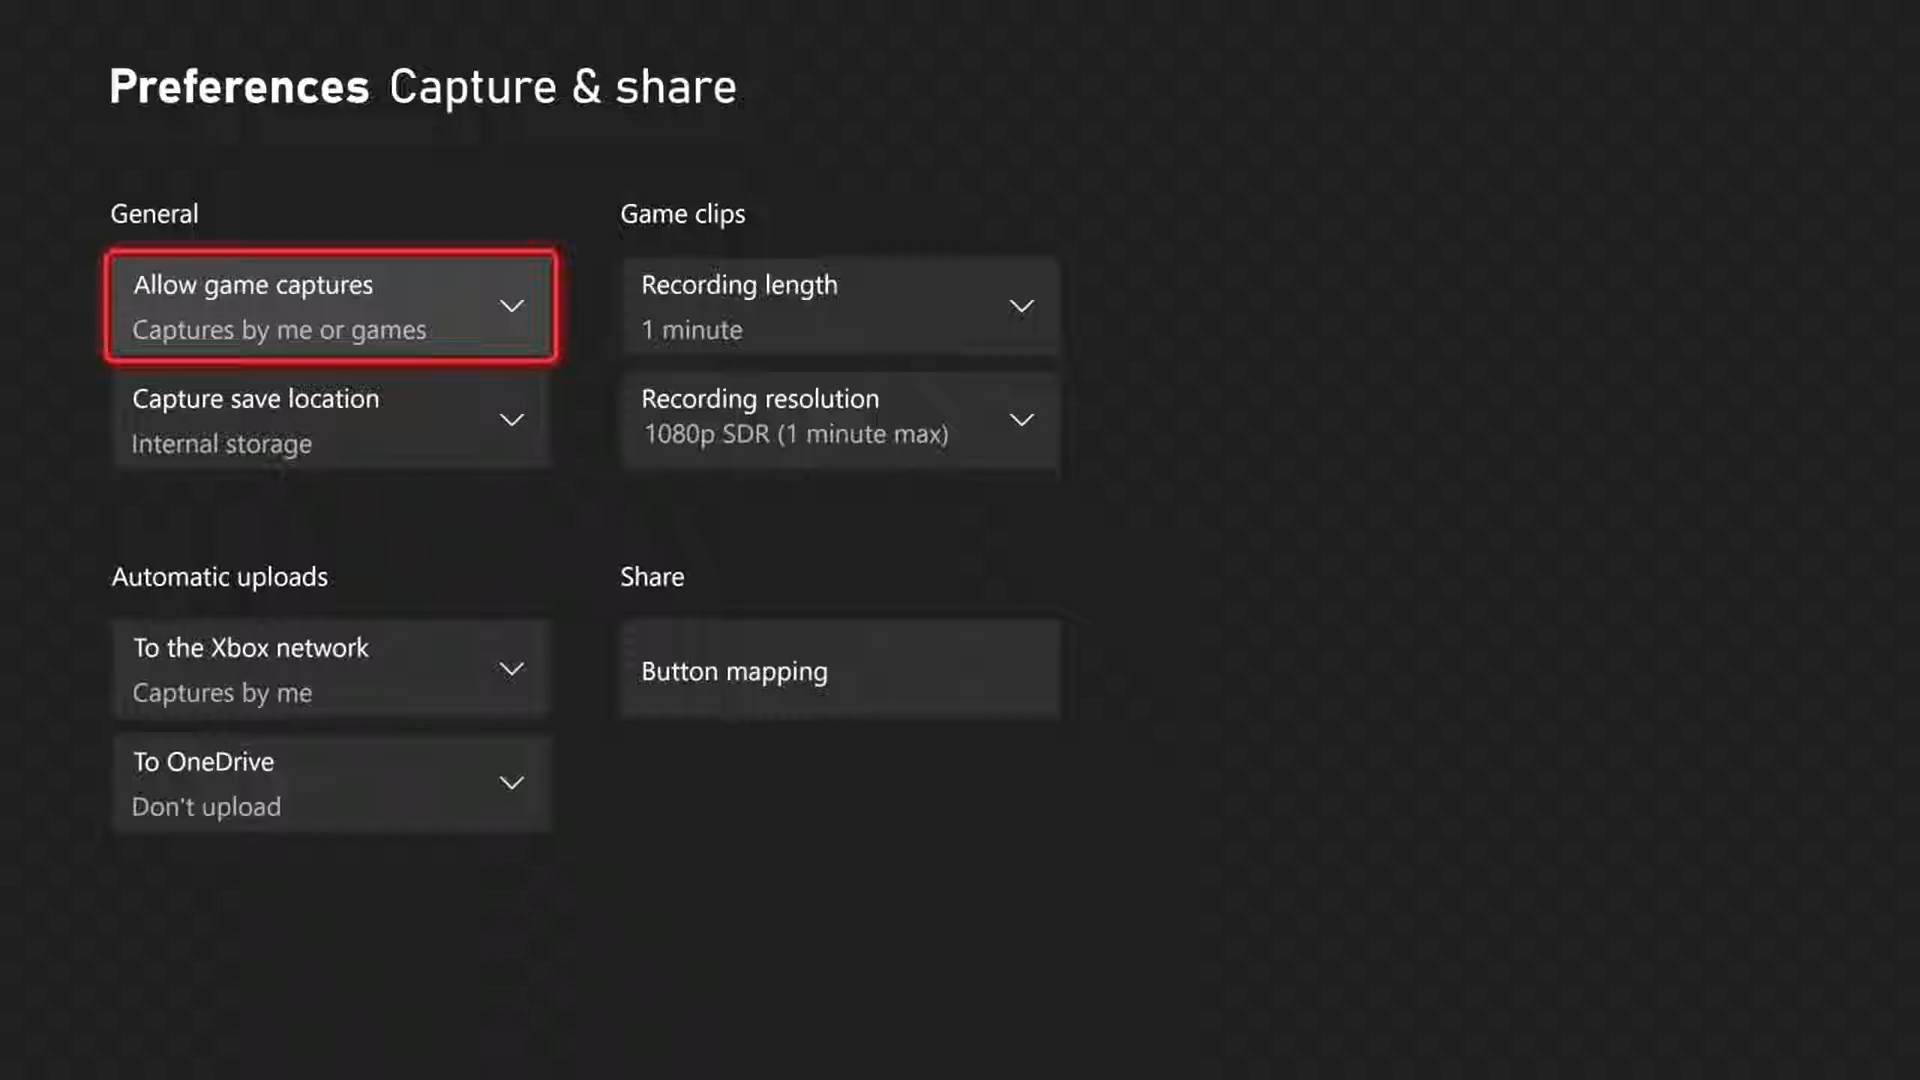 Preferences Capture & share
General
Allow game captures
Captures by me or games
Capture save location
Internal storage
Game clips
Recording length
1 minute
Recording resolution
1080p SDR (1 minute max)
Automatic uploads
To the Xbox network
Captures by me
To OneDrive
Don't upload
Share
Button mapping